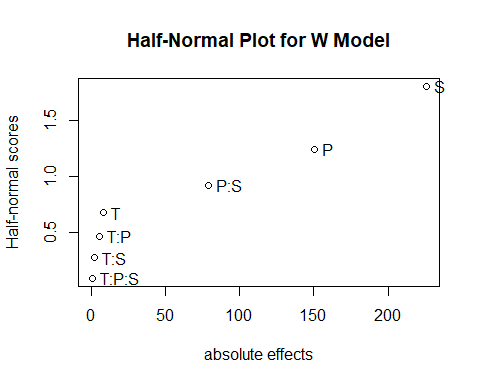 Half-Normal Plot for W Model
Half-normal scores
1.5
1.0
0.5
S
P
P:S
T
T:P
T:S
T:P:S
0 50 100 150 200
absolute effects